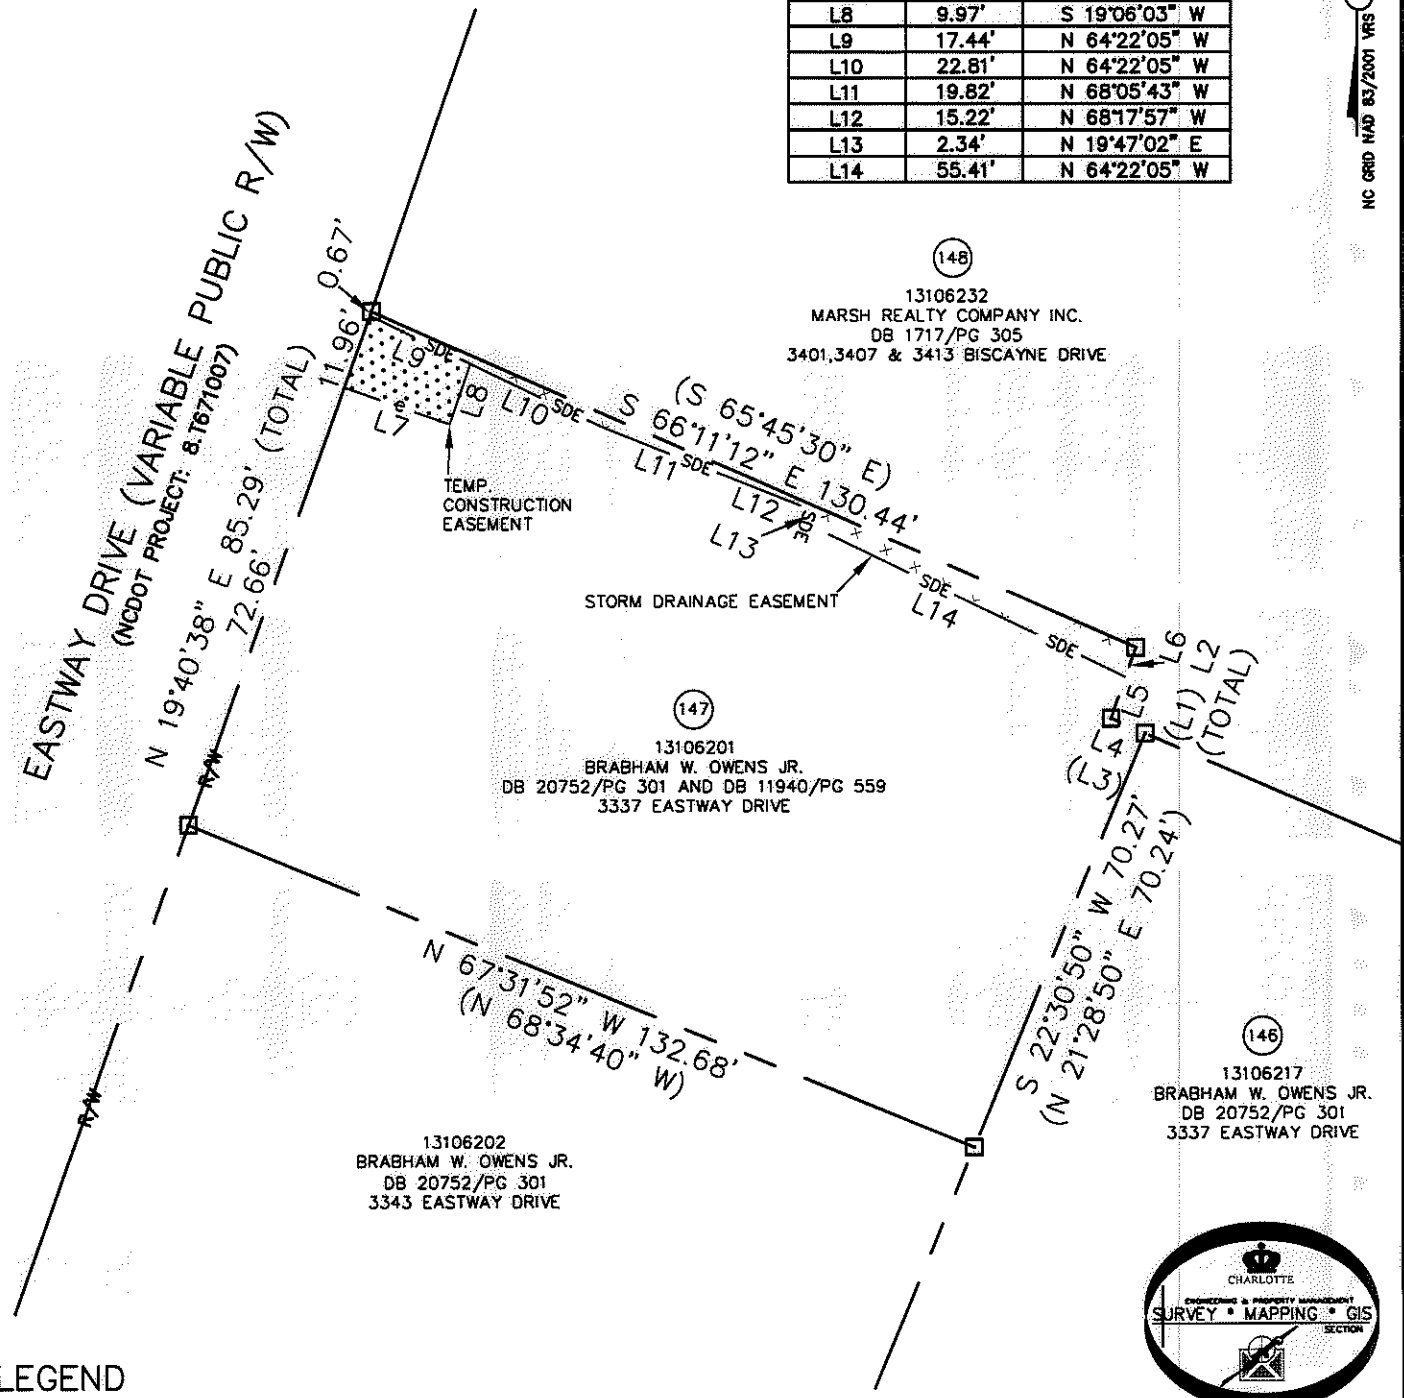 L8 9.97' S 19°06'03" W
L9 17.44' N 64°22'05" W
L10 22.81' N 64°22'05" W
L11 19.82' N 68°05'43" W
L12 15.22' N 68°17'57" W
L13 2.34' N 19°47'02" E
L14 55.41' N 64°22'05" W
NC GRID NAD 83/2001 VRS
EASTWAY DRIVE (VARIABLE PUBLIC R/W)
(NCDOT PROJECT: 8.T671007)
N 19°40'38" E 85.29' (TOTAL)
72.66'
11.96'
0.67'
148
13106232
MARSH REALTY COMPANY INC.
DB 1717/PG 305
3401,3407 & 3413 BISCAYNE DRIVE
L9
SDE
e
L7
L8
L10
SDE
TEMP.
CONSTRUCTION
EASEMENT
(S 65°45'30" E)
S 66°11'12" E 130.44'
L11
SDE
L12
L13
SDE
STORM DRAINAGE EASEMENT
SDE
L14
SDE
L6
L5
(L1) L2
(TOTAL)
L4
(L3)
147
13106201
BRABHAM W. OWENS JR.
DB 20752/PG 301 AND DB 11940/PG 559
3337 EASTWAY DRIVE
R/W
S 22°30'50" W 70.27'
(N 21°28'50" E 70.24')
N 67°31'52" W 132.68'
(N 68°34'40" W)
R/W
146
13106217
BRABHAM W. OWENS JR.
DB 20752/PG 301
3337 EASTWAY DRIVE
13106202
BRABHAM W. OWENS JR.
DB 20752/PG 301
3343 EASTWAY DRIVE
CHARLOTTE
ENGINEERING & PROPERTY MANAGEMENT
SURVEY * MAPPING * GIS
SECTION
LEGEND